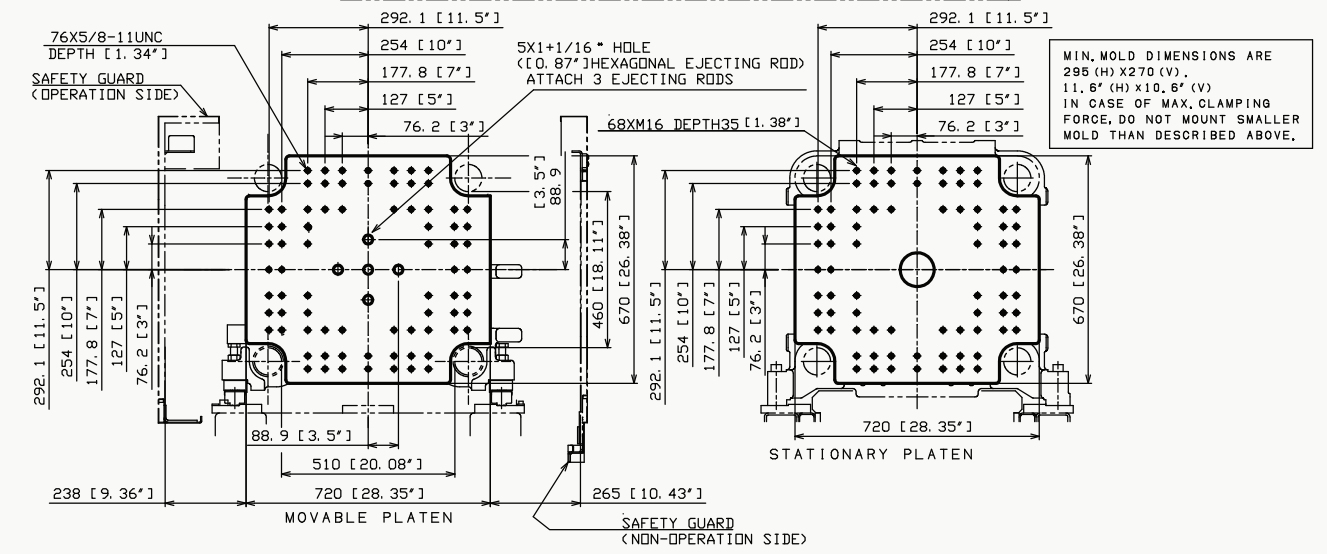 292.1 [11.5″]
254 [10″]
177.8 [7″]
127 [5″]
76.2 [3″]
76X5/8-11UNC
DEPTH [1.34″]
SAFETY GUARD
(OPERATION SIDE)
5X1+1/16 ″ HOLE
([0.87″]HEXAGONAL EJECTING ROD)
ATTACH 3 EJECTING RODS
[3.5″]
88.9
460 [18.11″]
670 [26.38″]
292.1 [11.5″]
254 [10″]
177.8 [7″]
127 [5″]
76.2 [3″]
88.9 [3.5″]
510 [20.08″]
238 [9.36″]
720 [28.35″]
265 [10.43″]
MOVABLE PLATEN
SAFETY GUARD
(NON-OPERATION SIDE)
292.1 [11.5″]
254 [10″]
177.8 [7″]
127 [5″]
76.2 [3″]
68XM16 DEPTH35 [1.38″]
292.1 [11.5″]
254 [10″]
177.8 [7″]
127 [5″]
76.2 [3″]
670 [26.38″]
720 [28.35″]
STATIONARY PLATEN
MIN. MOLD DIMENSIONS ARE
295 (H) X270 (V).
11.6″ (H) x10.6″ (V)
IN CASE OF MAX. CLAMPING
FORCE, DO NOT MOUNT SMALLER
MOLD THAN DESCRIBED ABOVE.